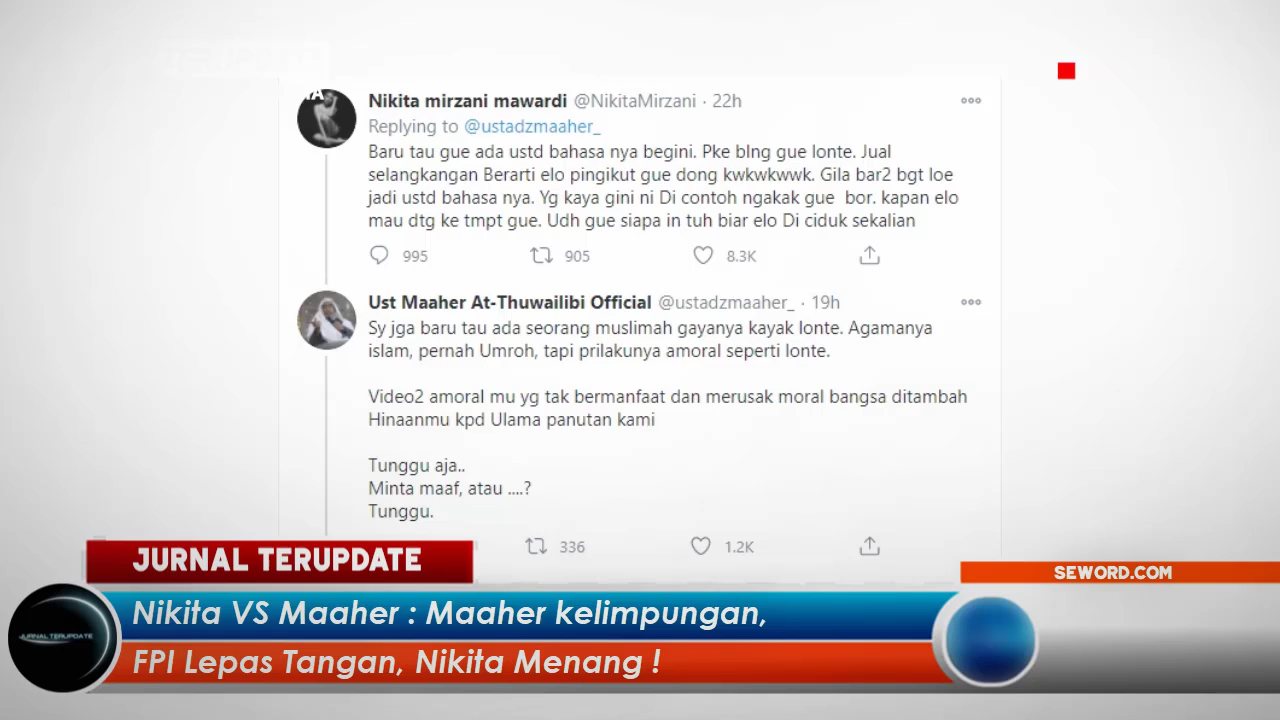 Nikita mirzani mawardi @NikitaMirzani · 22h
Replying to @ustadzmaaher_
Baru tau gue ada ustd bahasa nya begini. Pke blng gue lonte. Jual
selangkangan Berarti elo pingikut gue dong kwkwkwwk. Gila bar2 bgt loe
jadi ustd bahasa nya. Yg kaya gini ni Di contoh ngakak gue bor. kapan elo
mau dtg ke tmpt gue. Udh gue siapa in tuh biar elo Di ciduk sekalian
995 905 8.3K
Ust Maaher At-Thuwailibi Official @ustadzmaaher_ · 19h
Sy jga baru tau ada seorang muslimah gayanya kayak lonte. Agamanya
islam, pernah Umroh, tapi prilakunya amoral seperti lonte.
Video2 amoral mu yg tak bermanfaat dan merusak moral bangsa ditambah
Hinaanmu kpd Ulama panutan kami
Tunggu aja..
Minta maaf, atau ....?
Tunggu.
336 1.2K
JURNAL TERUPDATE
SEWORD.COM
Nikita VS Maaher : Maaher kelimpungan,
JURNAL TERUPDATE
FPI Lepas Tangan, Nikita Menang !